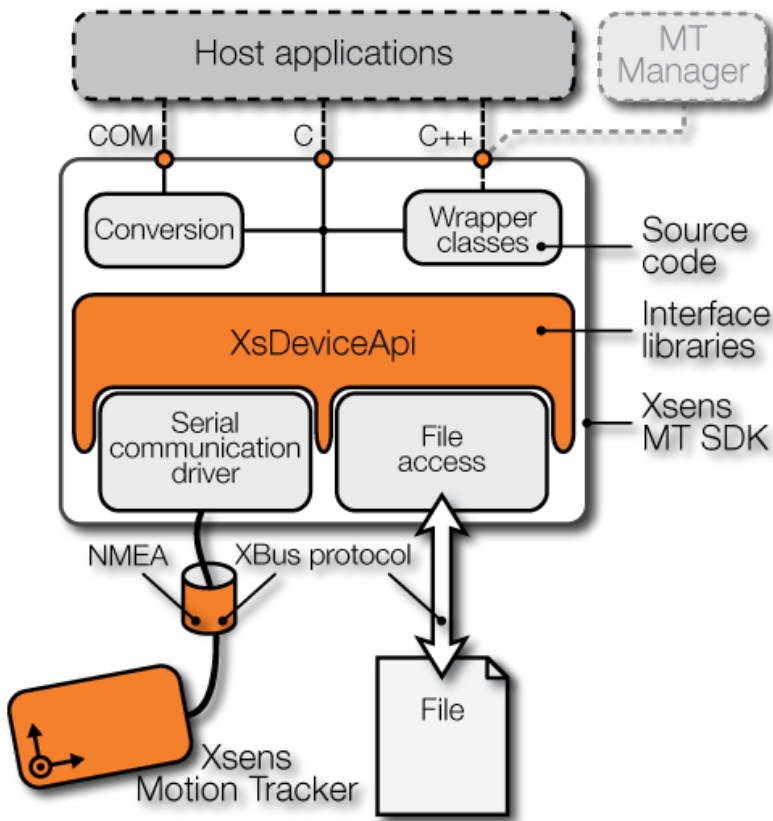 Host applications
MT
Manager
COM
C
C++
Conversion
Wrapper
classes
Source
code
XsDeviceApi
Interface
libraries
Serial
communication
driver
File
access
Xsens
MT SDK
NMEA
XBus protocol
File
Xsens
Motion Tracker